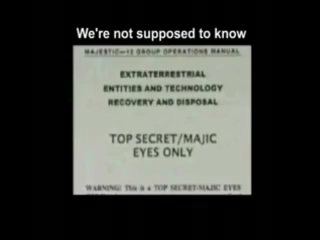 We're not supposed to know
MAJESTIC—12 GROUP OPERATIONS MANUAL
EXTRATERRESTRIAL
ENTITIES AND TECHNOLOGY
RECOVERY AND DISPOSAL
TOP SECRET/MAJIC
EYES ONLY
WARNING! This is a TOP SECRET-MAJIC EYES